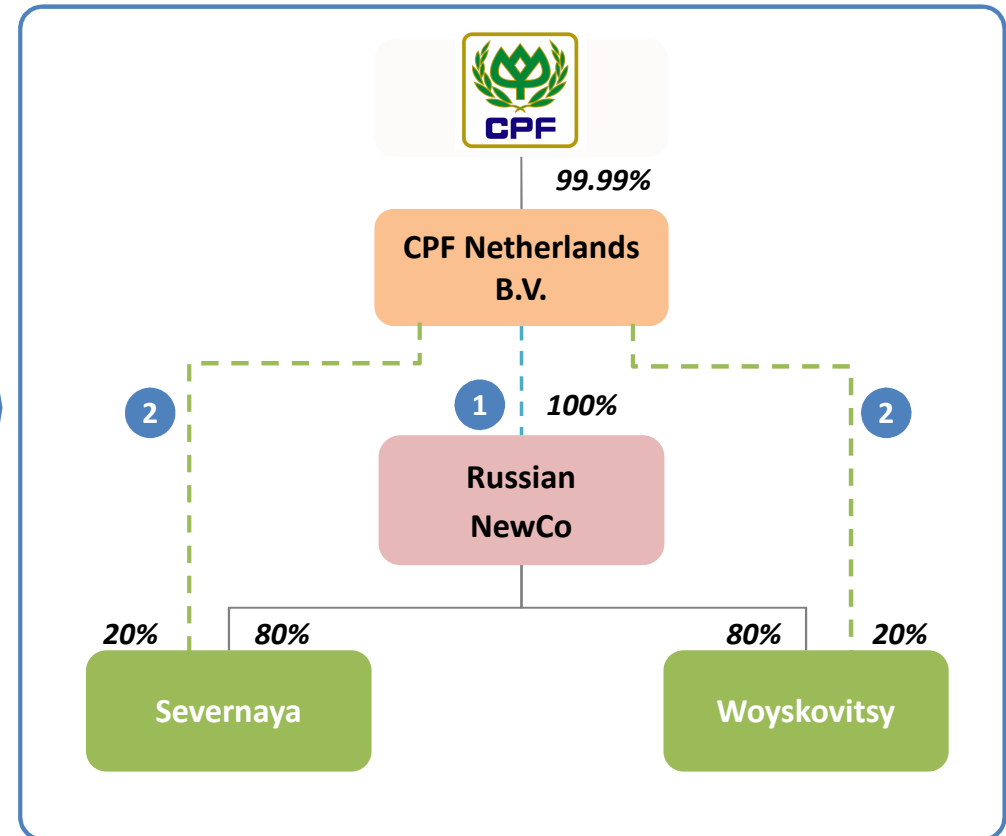 CPF
99.99%
CPF Netherlands
B.V.
2
1
100%
2
Russian
NewCo
20%
80%
80%
20%
Severnaya
Woyskovitsy